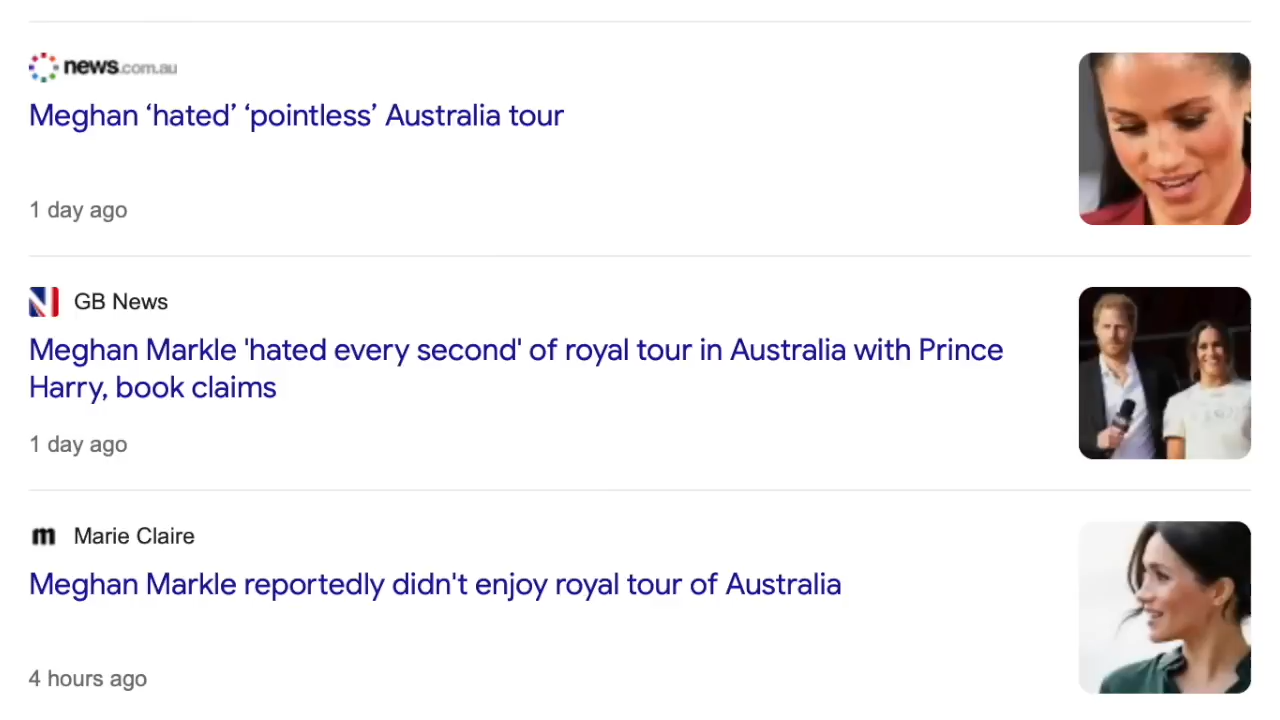 news.com.au
Meghan ‘hated’ ‘pointless’ Australia tour
1 day ago
GB News
Meghan Markle 'hated every second' of royal tour in Australia with Prince
Harry, book claims
1 day ago
m Marie Claire
Meghan Markle reportedly didn't enjoy royal tour of Australia
4 hours ago